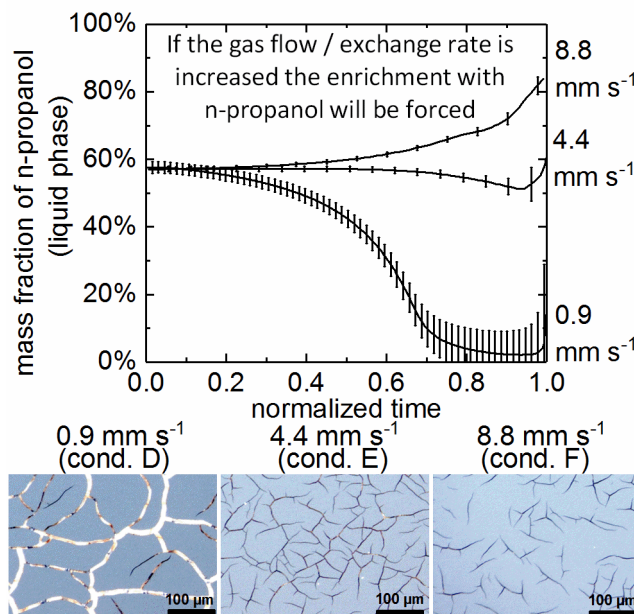 mass fraction of n-propanol
(liquid phase)
100%
80%
60%
40%
20%
0%
If the gas flow / exchange rate is
increased the enrichment with
n-propanol will be forced
8.8
mm s⁻¹
4.4
mm s⁻¹
0.9
mm s⁻¹
0.0 0.2 0.4 0.6 0.8 1.0
normalized time
0.9 mm s⁻¹
(cond. D)
4.4 mm s⁻¹
(cond. E)
8.8 mm s⁻¹
(cond. F)
100 µm
100 µm
100 µm